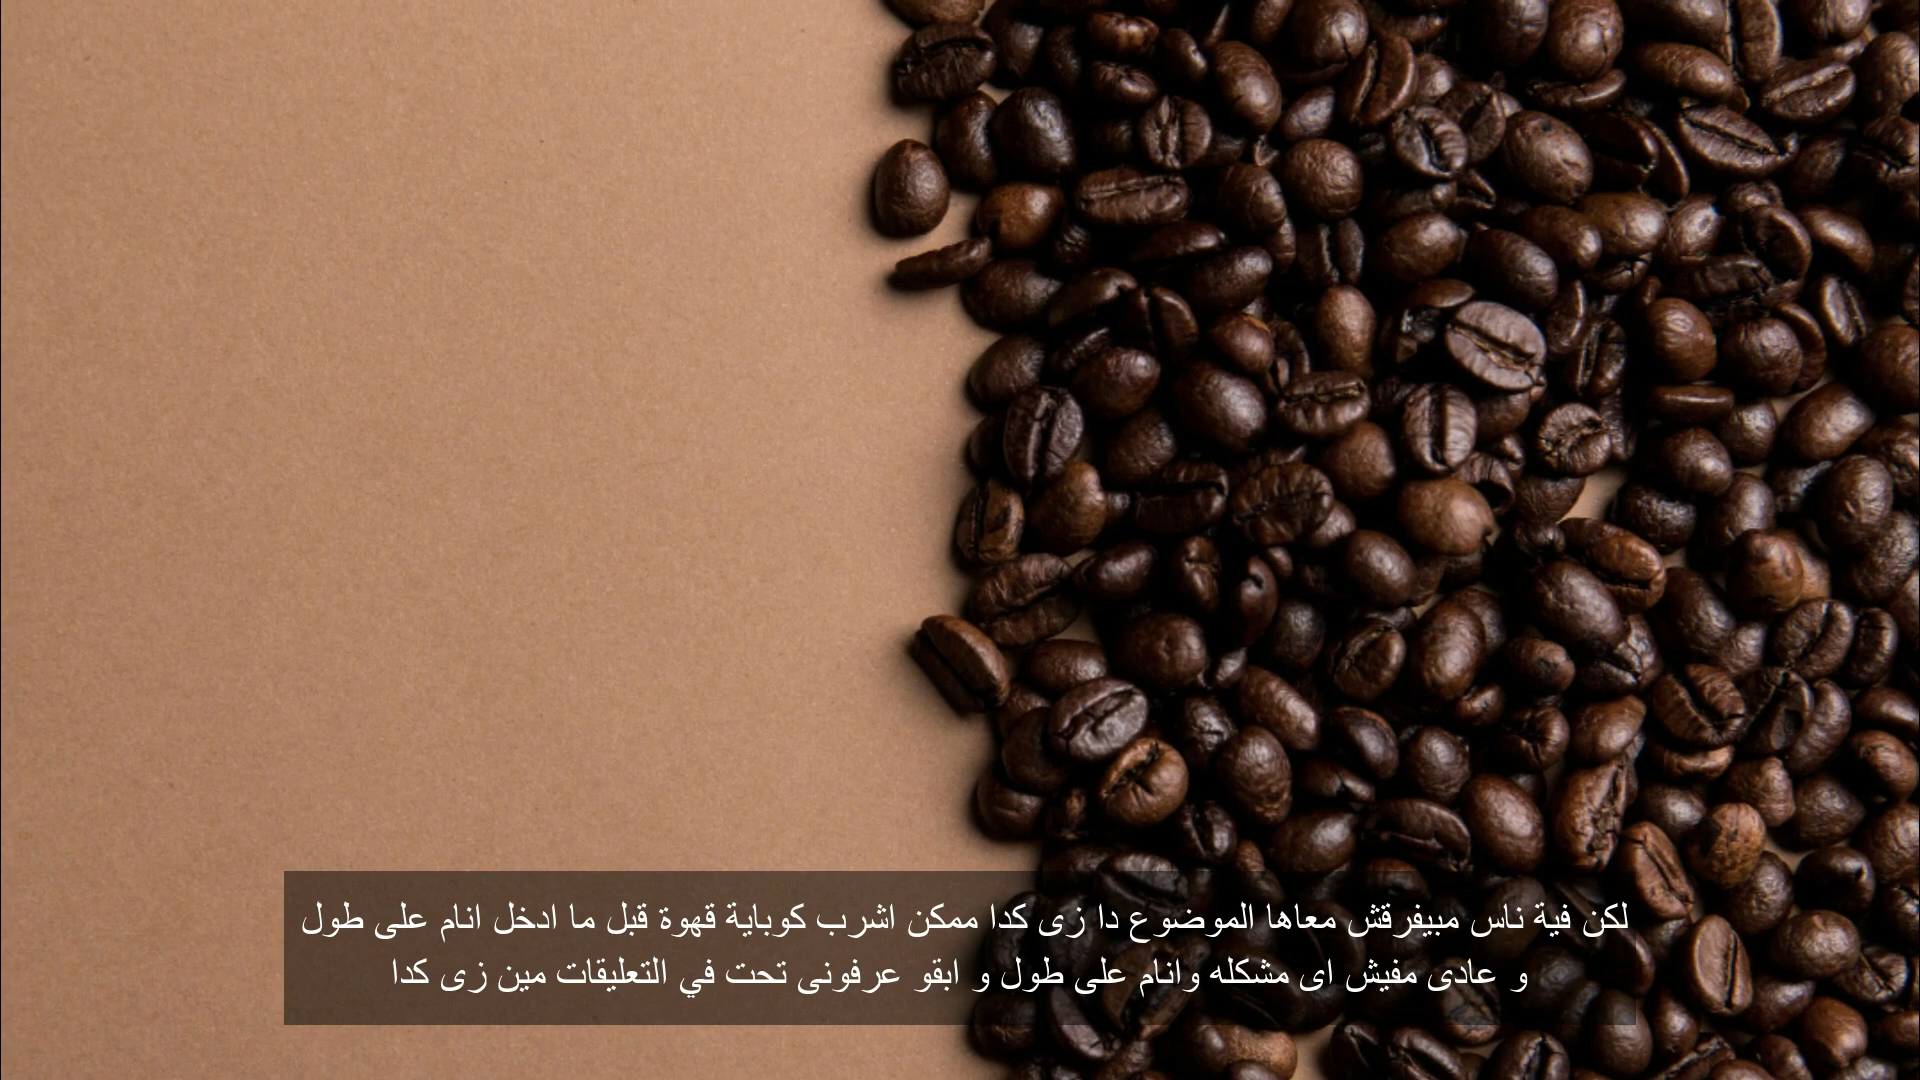 لكن فية ناس مبيفرقش معاها الموضوع دا زى كدا ممكن اشرب كوباية قهوة قبل ما ادخل انام على طول
و عادى مفيش اى مشكله وانام على طول و ابقو عرفونى تحت في التعليقات مين زى كدا